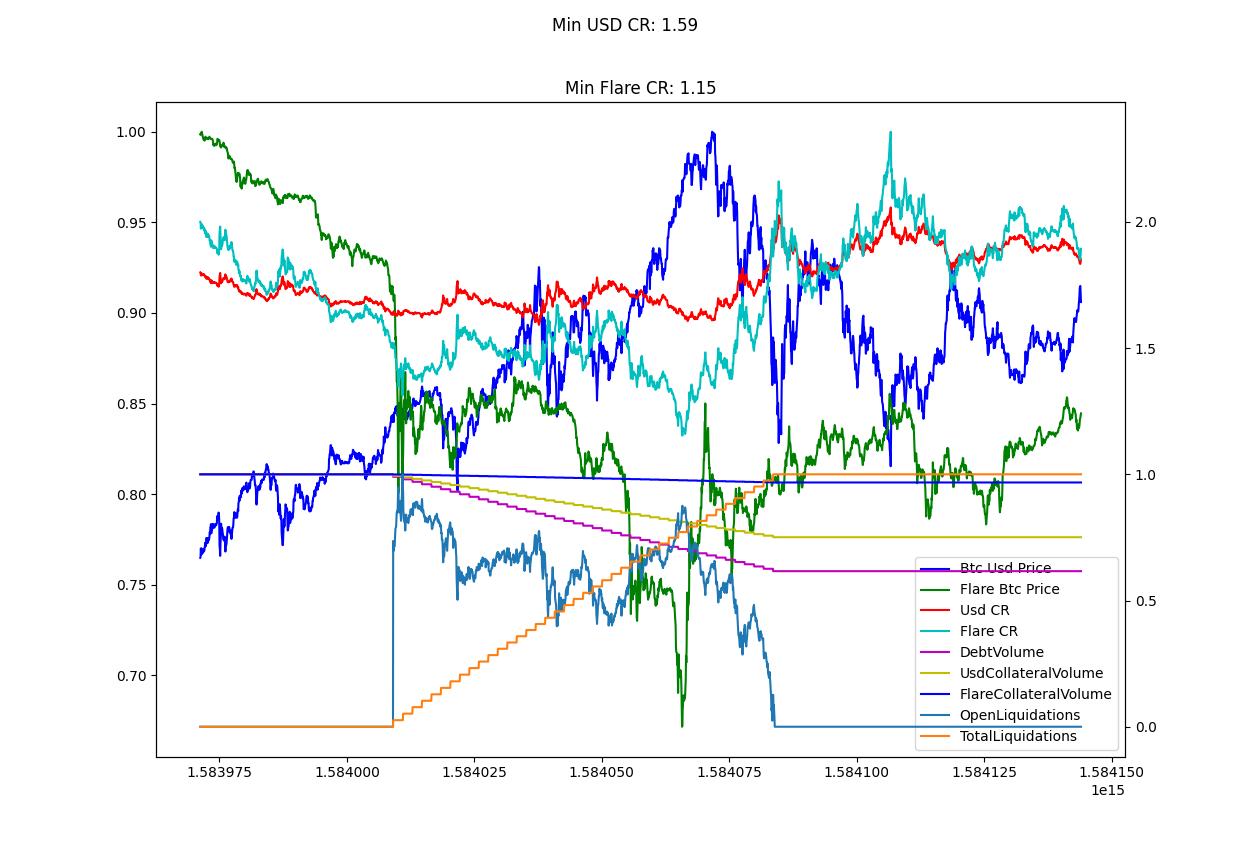 Min USD CR: 1.59
Min Flare CR: 1.15
1.00
0.95
0.90
0.85
0.80
0.75
0.70
2.0
1.5
1.0
0.5
0.0
Btc Usd Price
Flare Btc Price
Usd CR
Flare CR
DebtVolume
UsdCollateralVolume
FlareCollateralVolume
OpenLiquidations
TotalLiquidations
1.583975 1.584000 1.584025 1.584050 1.584075 1.584100 1.584125 1.584150
1e15